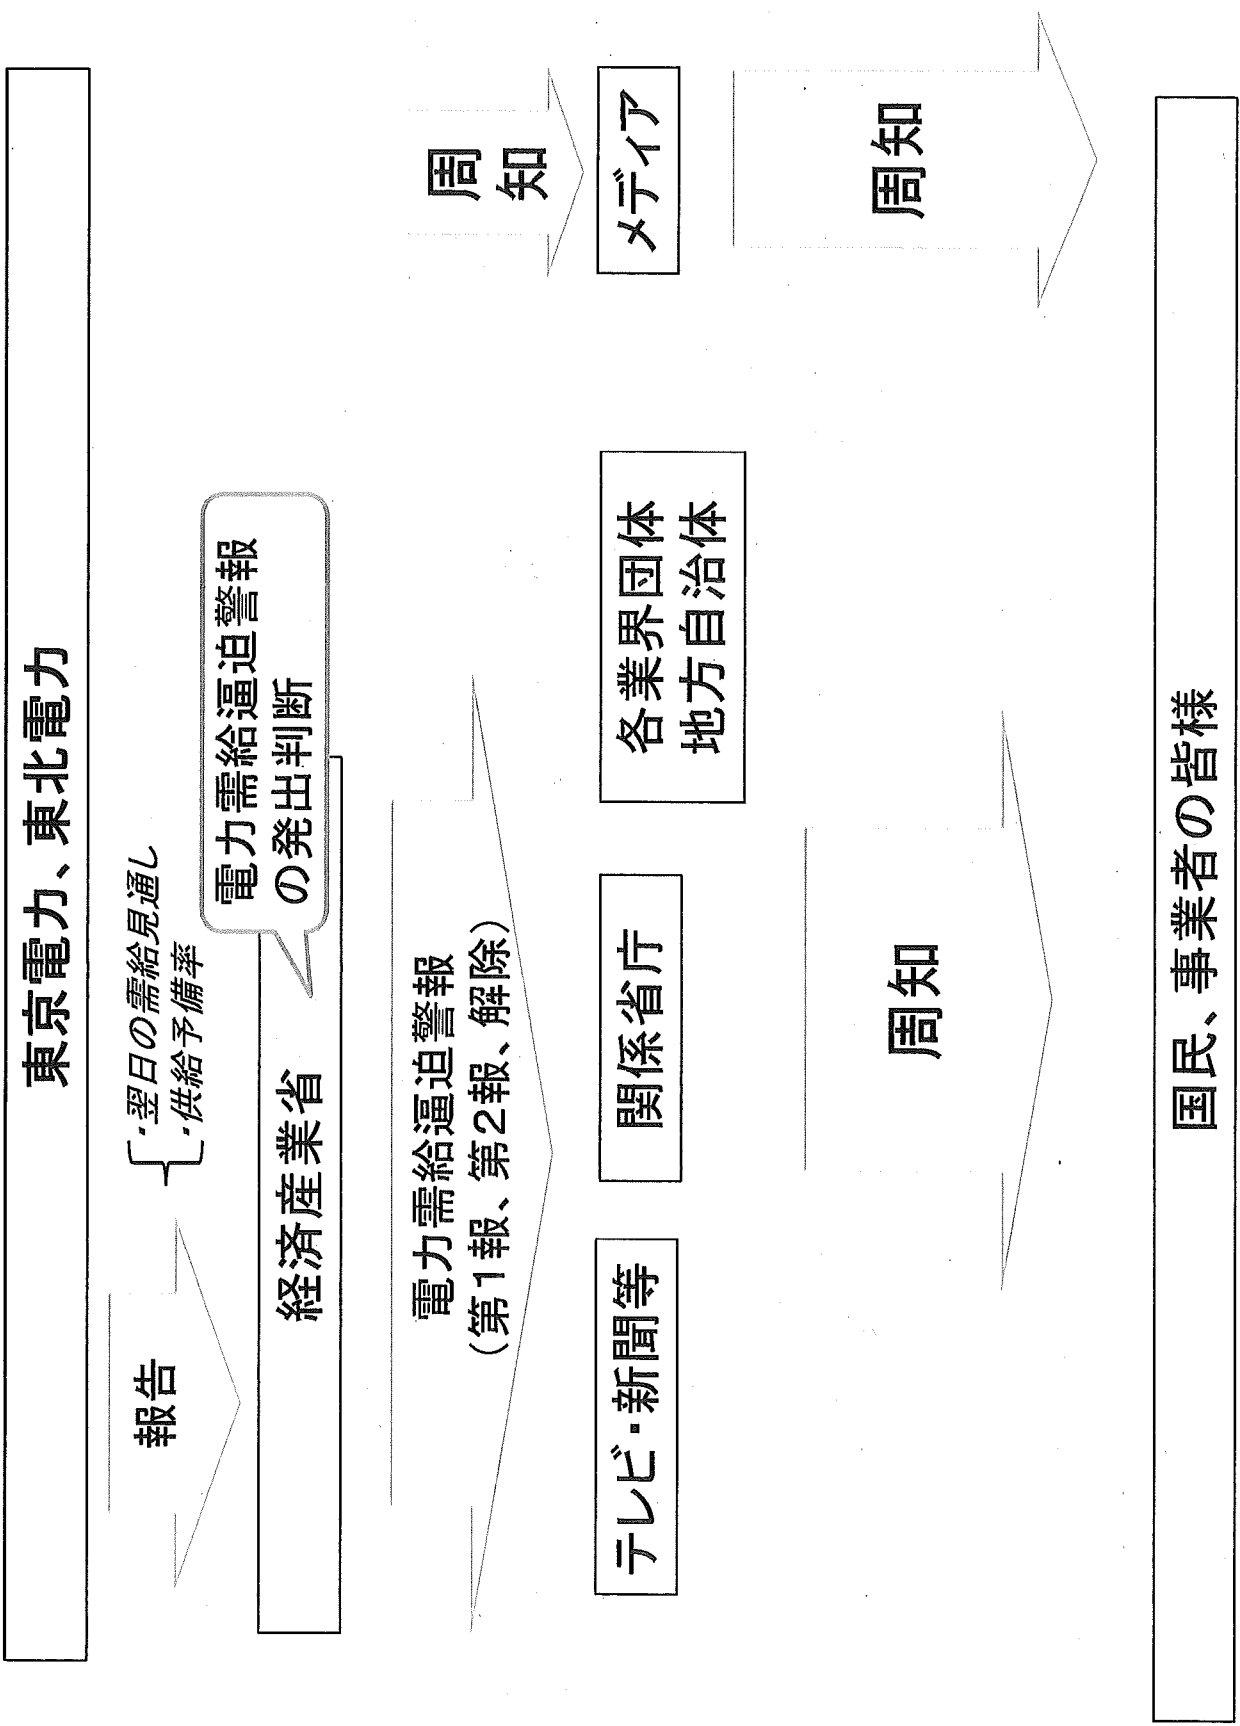 東京電力、東北電力
報告
・翌日の需給見通し
・供給予備率
経済産業省
電力需給逼迫警報
の発出判断
電力需給逼迫警報
(第1報、第2報、解除)
周
知
テレビ・新聞等
関係省庁
各業界団体
地方自治体
メディア
周知
周知
国民、事業者の皆様